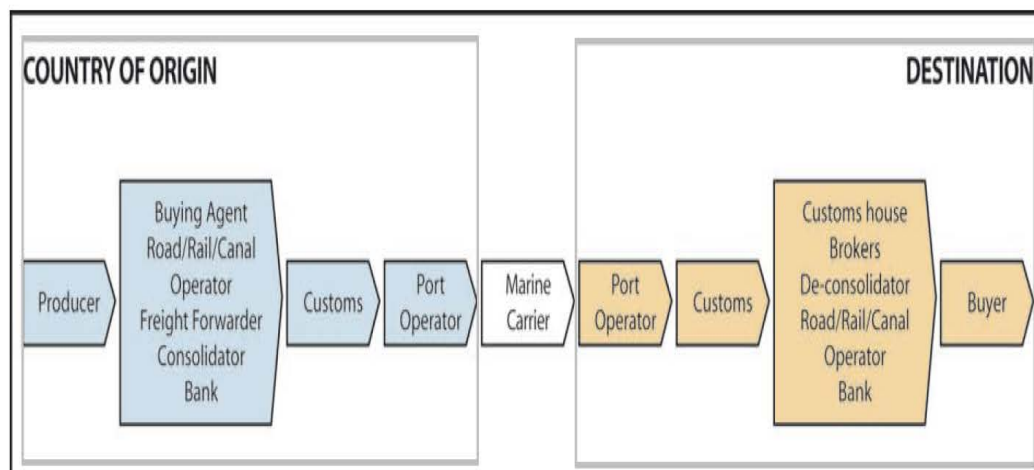 COUNTRY OF ORIGIN
DESTINATION
Producer
Buying Agent
Road/Rail/Canal
Operator
Freight Forwarder
Consolidator
Bank
Customs
Port
Operator
Marine
Carrier
Port
Operator
Customs
Customs house
Brokers
De-consolidator
Road/Rail/Canal
Operator
Bank
Buyer